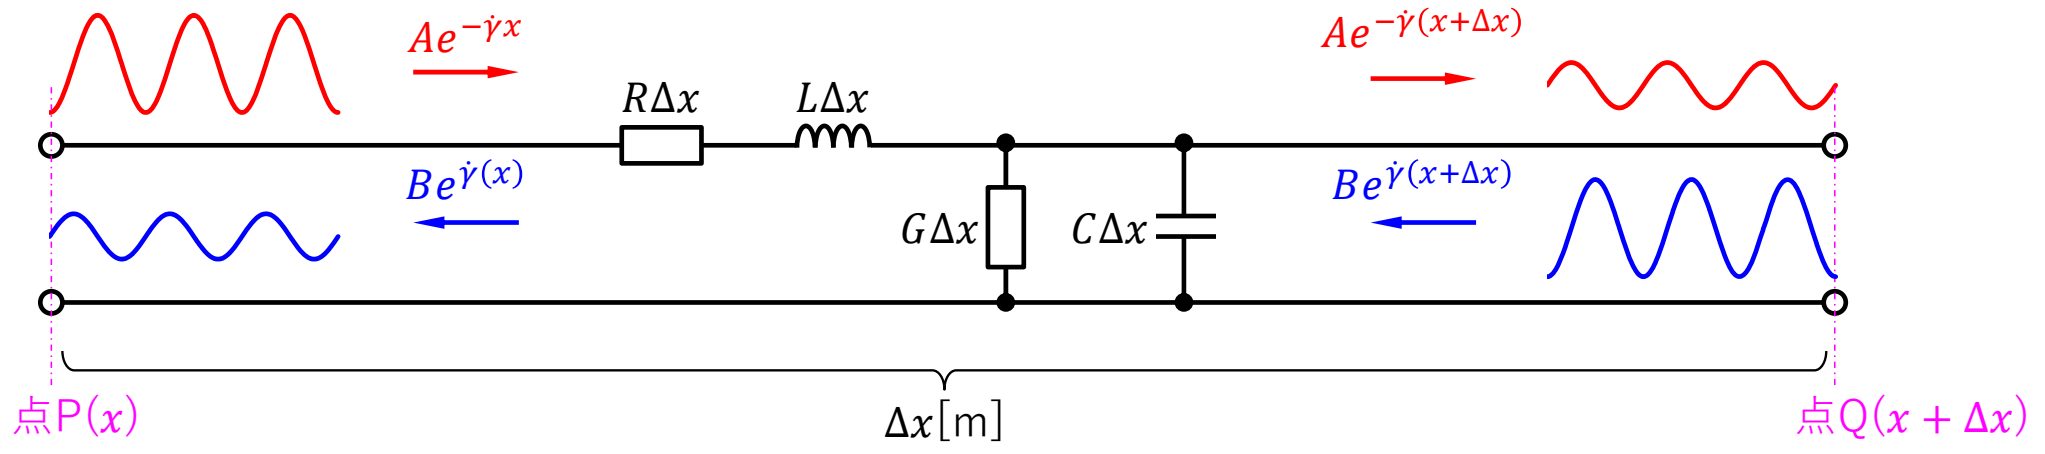 Ae^{-γ̇x}
Ae^{-γ̇(x+Δx)}
RΔx
LΔx
Be^{γ̇(x)}
Be^{γ̇(x+Δx)}
GΔx
CΔx
点P(x)
Δx[m]
点Q(x + Δx)